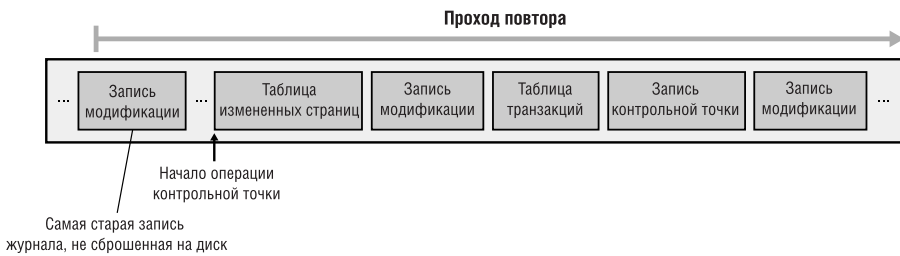 Проход повтора
...
Запись
модификации
...
Таблица
измененных страниц
Запись
модификации
Таблица
транзакций
Запись
контрольной точки
Запись
модификации
...
Начало операции
контрольной точки
Самая старая запись
журнала, не сброшенная на диск